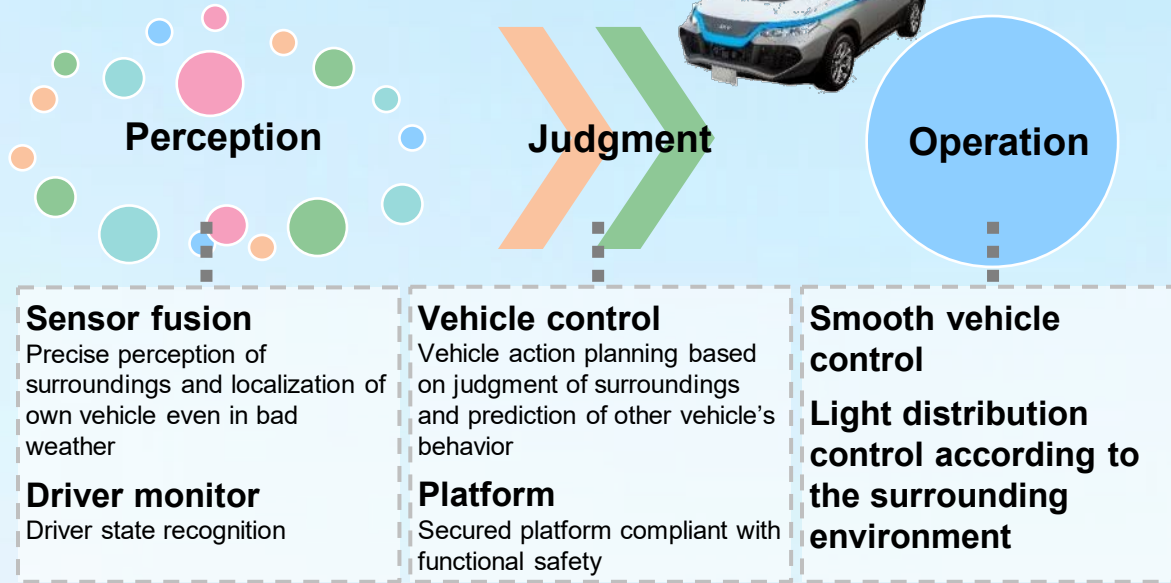 Perception
Judgment
Operation
Sensor fusion
Precise perception of
surroundings and localization of
own vehicle even in bad
weather
Driver monitor
Driver state recognition
Vehicle control
Vehicle action planning based
on judgment of surroundings
and prediction of other vehicle's
behavior
Platform
Secured platform compliant with
functional safety
Smooth vehicle
control
Light distribution
control according to
the surrounding
environment